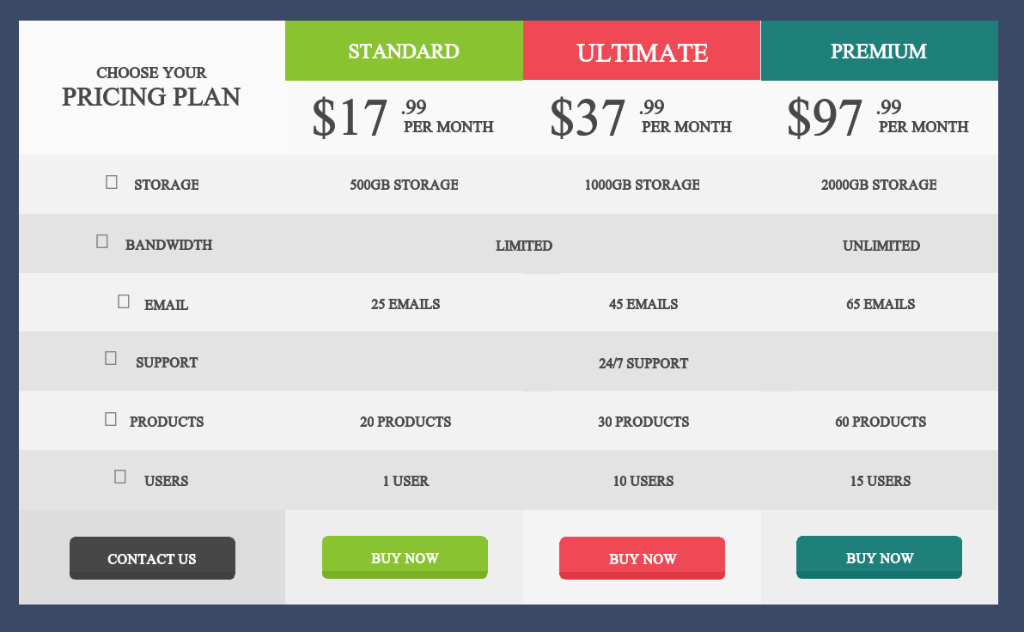 CHOOSE YOUR
PRICING PLAN
STANDARD
ULTIMATE
PREMIUM
$17 .99
PER MONTH
$37 .99
PER MONTH
$97 .99
PER MONTH
STORAGE 500GB STORAGE 1000GB STORAGE 2000GB STORAGE
BANDWIDTH LIMITED UNLIMITED
EMAIL 25 EMAILS 45 EMAILS 65 EMAILS
SUPPORT 24/7 SUPPORT
PRODUCTS 20 PRODUCTS 30 PRODUCTS 60 PRODUCTS
USERS 1 USER 10 USERS 15 USERS
CONTACT US BUY NOW BUY NOW BUY NOW